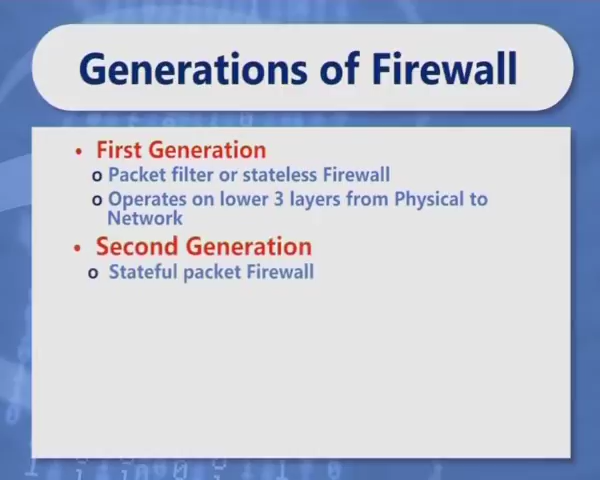 Generations of Firewall
• First Generation
o Packet filter or stateless Firewall
o Operates on lower 3 layers from Physical to
Network
• Second Generation
o Stateful packet Firewall